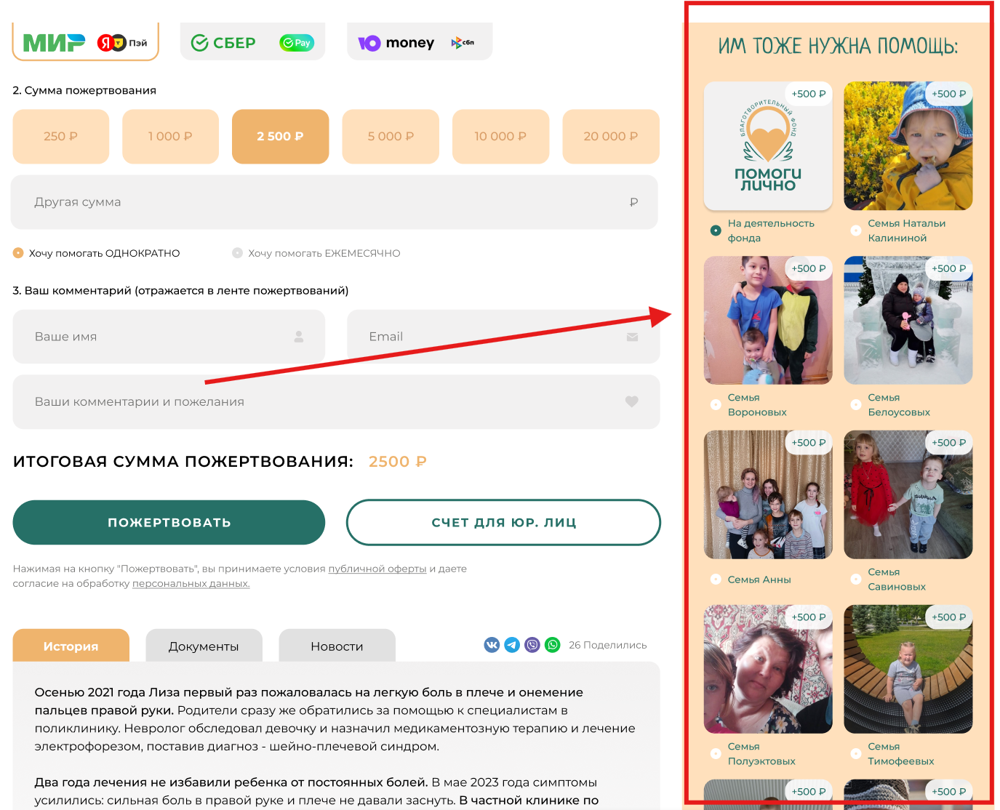 МИР Я Т Пэй
СБЕР Pay
Ю money сбп
2. Сумма пожертвования
250 ₽
1 000 ₽
2 500 ₽
5 000 ₽
10 000 ₽
20 000 ₽
Другая сумма ₽
Хочу помогать ОДНОКРАТНО
Хочу помогать ЕЖЕМЕСЯЧНО
3. Ваш комментарий (отражается в ленте пожертвований)
Ваше имя
Email
Ваши комментарии и пожелания
ИТОГОВАЯ СУММА ПОЖЕРТВОВАНИЯ: 2500 ₽
ПОЖЕРТВОВАТЬ
СЧЕТ ДЛЯ ЮР. ЛИЦ
Нажимая на кнопку "Пожертвовать", вы принимаете условия публичной оферты и даете
согласие на обработку персональных данных.
История
Документы
Новости
26 Поделились
Осенью 2021 года Лиза первый раз пожаловалась на легкую боль в плече и онемение
пальцев правой руки. Родители сразу же обратились за помощью к специалистам в
поликлинику. Невролог обследовал девочку и назначил медикаментозную терапию и лечение
электрофорезом, поставив диагноз - шейно-плечевой синдром.
Два года лечения не избавили ребенка от постоянных болей. В мае 2023 года симптомы
усилились: сильная боль в правой руке и плече не давали заснуть. В частной клинике по
ИМ ТОЖЕ НУЖНА ПОМОЩЬ:
+500 ₽
БЛАГОТВОРИТЕЛЬНЫЙ ФОНД
ПОМОГИ
ЛИЧНО
На деятельность
фонда
+500 ₽
Семья Натальи
Калининой
+500 ₽
Семья
Вороновых
+500 ₽
Семья
Белоусовых
+500 ₽
Семья Анны
+500 ₽
Семья
Савиновых
+500 ₽
Семья
Полуэктовых
+500 ₽
Семья
Тимофеевых
+500 ₽
+500 ₽